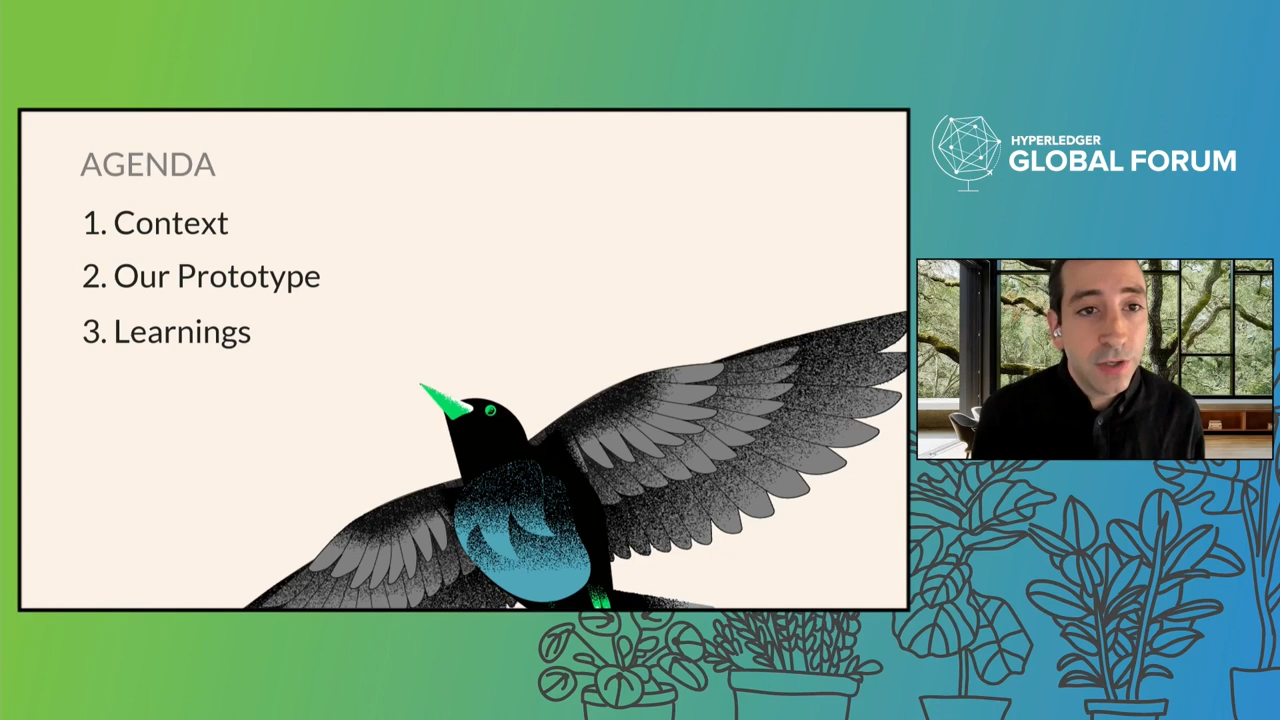 AGENDA
1. Context
2. Our Prototype
3. Learnings
HYPERLEDGER
GLOBAL FORUM